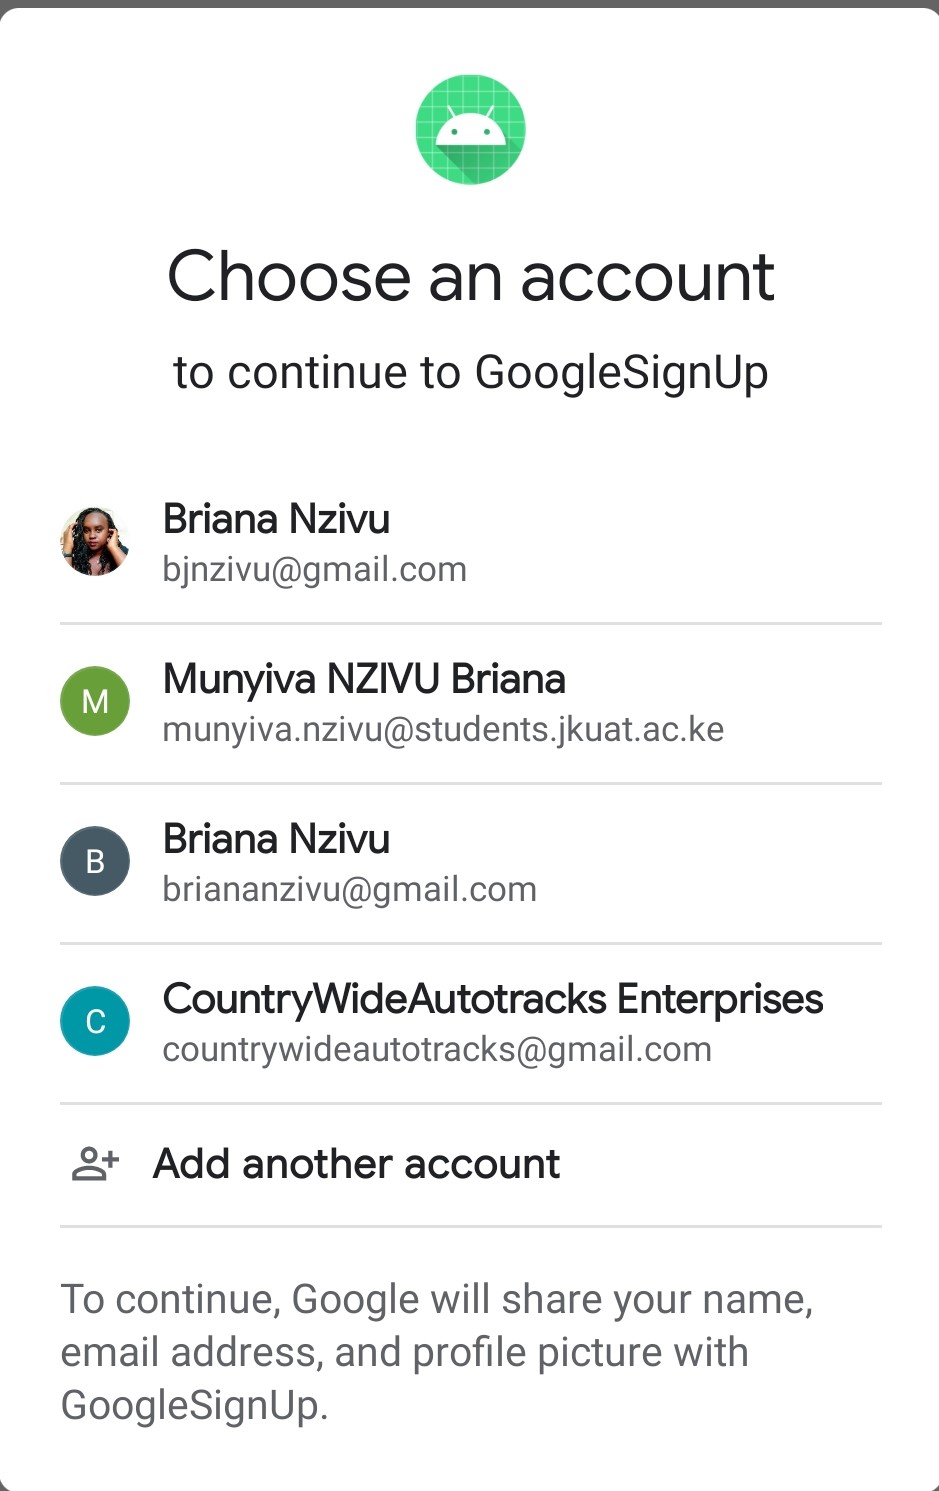 Choose an account
to continue to GoogleSignUp
Briana Nzivu
bjnzivu@gmail.com
M
Munyiva NZIVU Briana
munyiva.nzivu@students.jkuat.ac.ke
B
Briana Nzivu
briananzivu@gmail.com
C
CountryWideAutotracks Enterprises
countrywideautotracks@gmail.com
Add another account
To continue, Google will share your name,
email address, and profile picture with
GoogleSignUp.